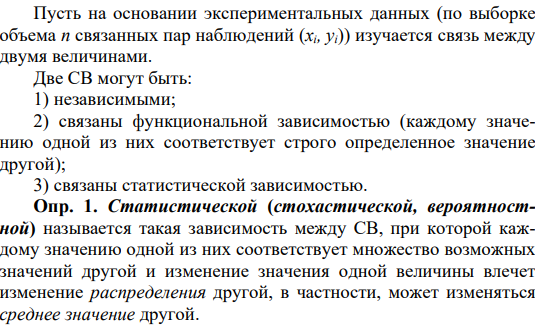 Пусть на основании экспериментальных данных (по выборке
объема n связанных пар наблюдений (xᵢ, yᵢ)) изучается связь между
двумя величинами.
Две СВ могут быть:
1) независимыми;
2) связаны функциональной зависимостью (каждому значе-
нию одной из них соответствует строго определенное значение
другой);
3) связаны статистической зависимостью.
Опр. 1. Статистической (стохастической, вероятност-
ной) называется такая зависимость между СВ, при которой каж-
дому значению одной из них соответствует множество возможных
значений другой и изменение значения одной величины влечет
изменение распределения другой, в частности, может изменяться
среднее значение другой.